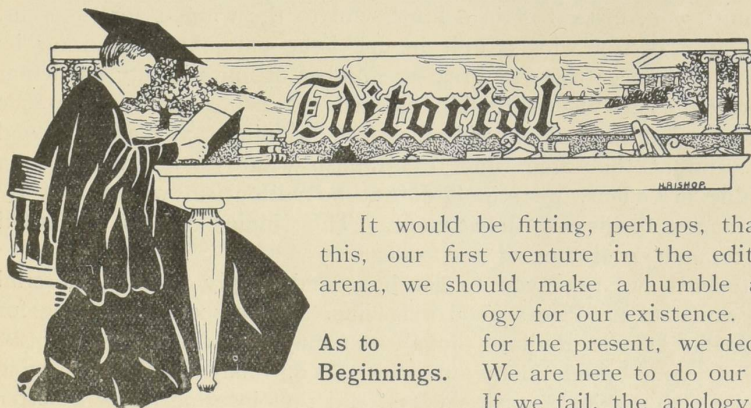 Editorial
H.BISHOP.
It would be fitting, perhaps, tha
this, our first venture in the edit
arena, we should make a humble a
ogy for our existence.
As to
for the present, we dec
Beginnings.
We are here to do our
If we fail, the apology